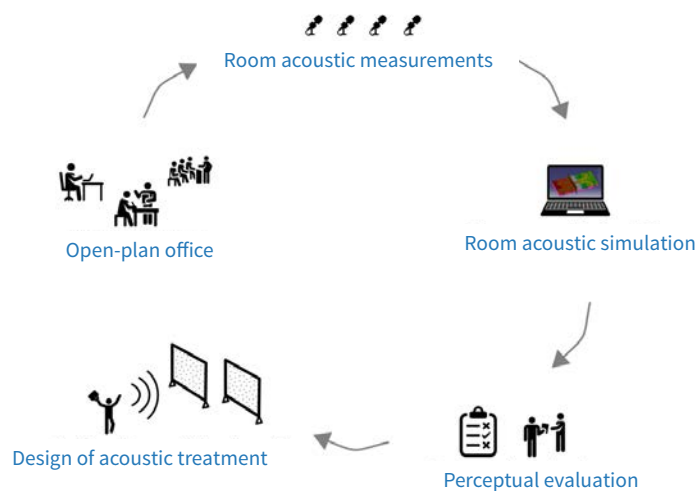 Room acoustic measurements
Open-plan office
Room acoustic simulation
Design of acoustic treatment
Perceptual evaluation